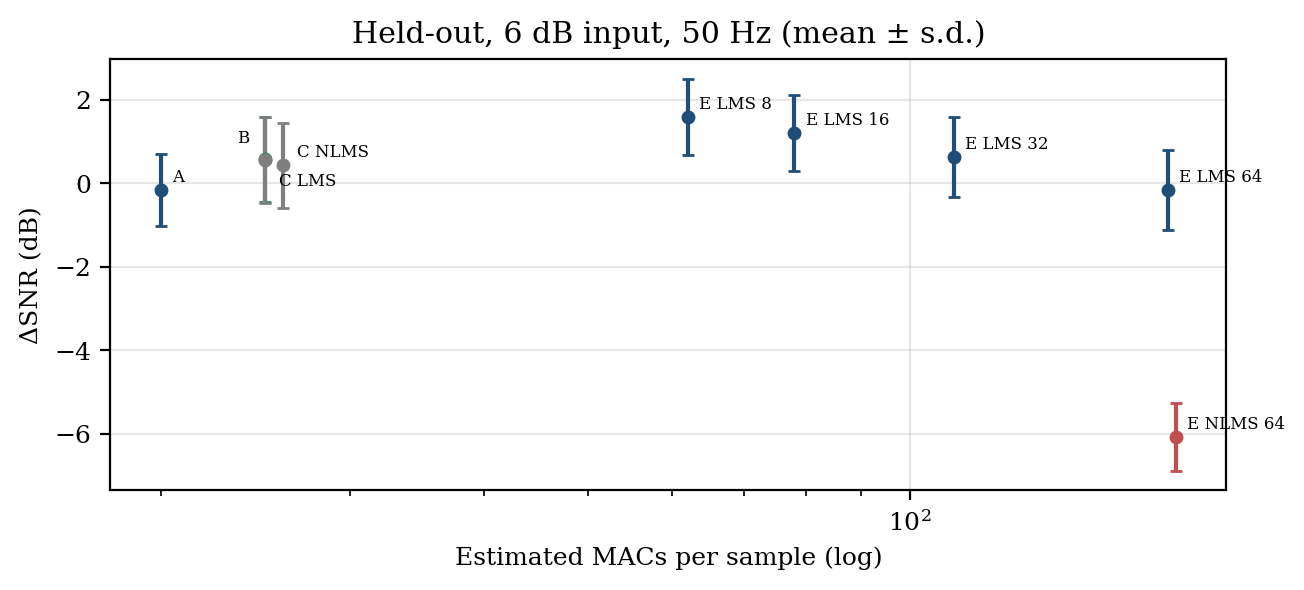 Held-out, 6 dB input, 50 Hz (mean ± s.d.)
ΔSNR (dB)
2
0
−2
−4
−6
A
B
C NLMS
C LMS
E LMS 8
E LMS 16
E LMS 32
E LMS 64
E NLMS 64
10²
Estimated MACs per sample (log)